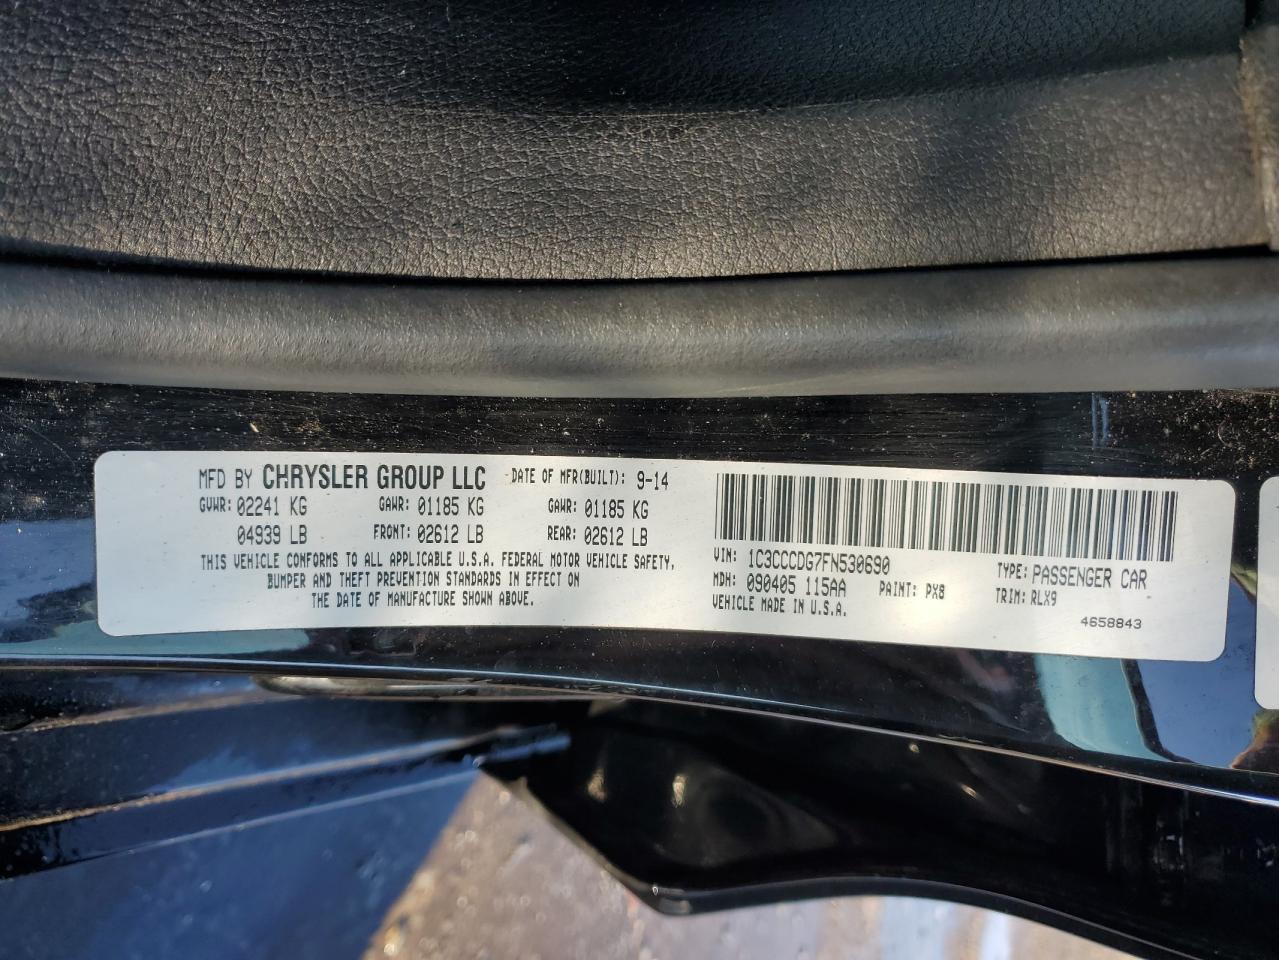 MFD BY CHRYSLER GROUP LLC DATE OF MFR(BUILT): 9-14
GVWR: 02241 KG GAWR: 01185 KG GAWR: 01185 KG
04939 LB FRONT: 02612 LB REAR: 02612 LB
THIS VEHICLE CONFORMS TO ALL APPLICABLE U.S.A. FEDERAL MOTOR VEHICLE SAFETY,
BUMPER AND THEFT PREVENTION STANDARDS IN EFFECT ON
THE DATE OF MANUFACTURE SHOWN ABOVE.
VIN: 1C3CCCDG7FN530690 TYPE: PASSENGER CAR
MDH: 090405 115AA PAINT: PX8 TRIM: RLX9
VEHICLE MADE IN U.S.A.
4658843